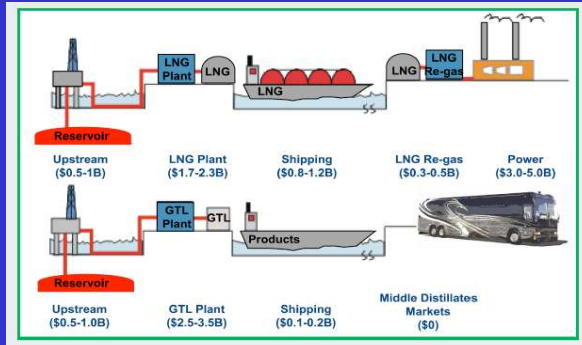 LNG
Plant
LNG
LNG
LNG
LNG
Re-gas
Reservoir
Upstream
($0.5-1B)
LNG Plant
($1.7-2.3B)
Shipping
($0.8-1.2B)
LNG Re-gas
($0.3-0.5B)
Power
($3.0-5.0B)
GTL
Plant
GTL
Products
Reservoir
Upstream
($0.5-1.0B)
GTL Plant
($2.5-3.5B)
Shipping
($0.1-0.2B)
Middle Distillates
Markets
($0)